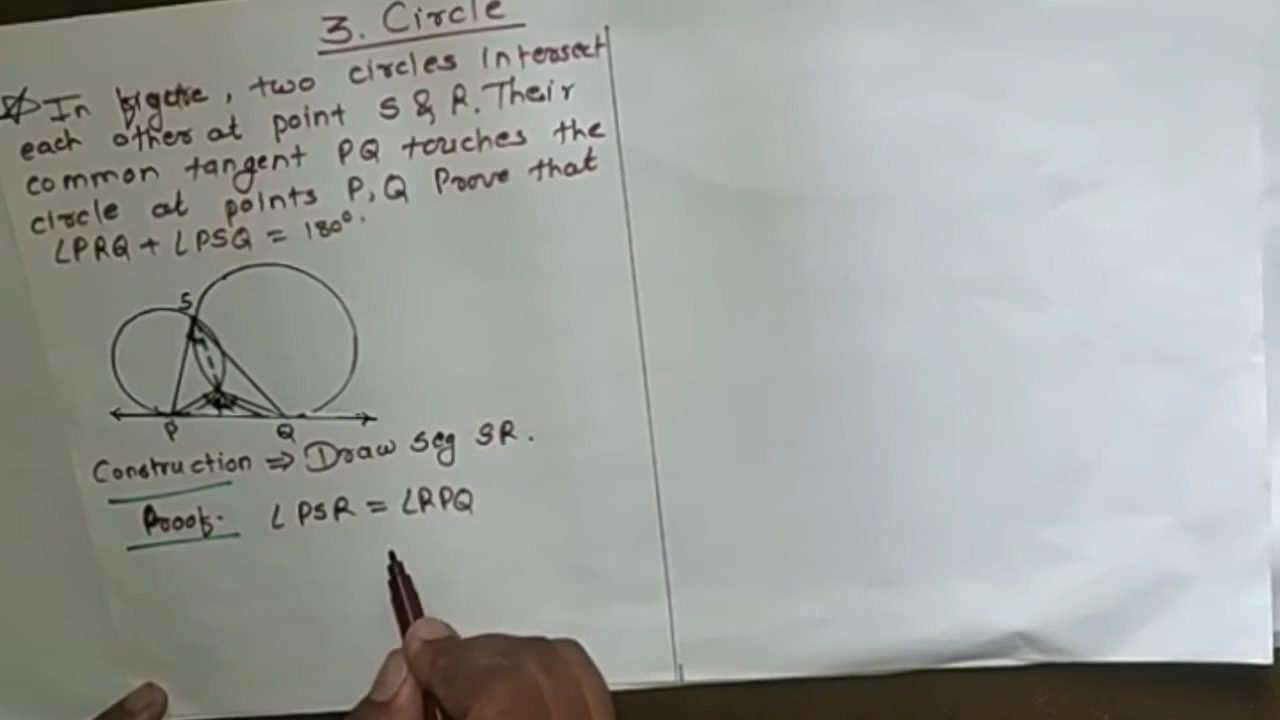 3. Circle
In figure, two circles intersect
each other at point S & R. Their
common tangent PQ touches the
circle at points P, Q Prove that
∠PRQ + ∠PSQ = 180°.
S
P Q
Construction ⇒ Draw seg SR.
Proof:- ∠PSR = ∠RPQ